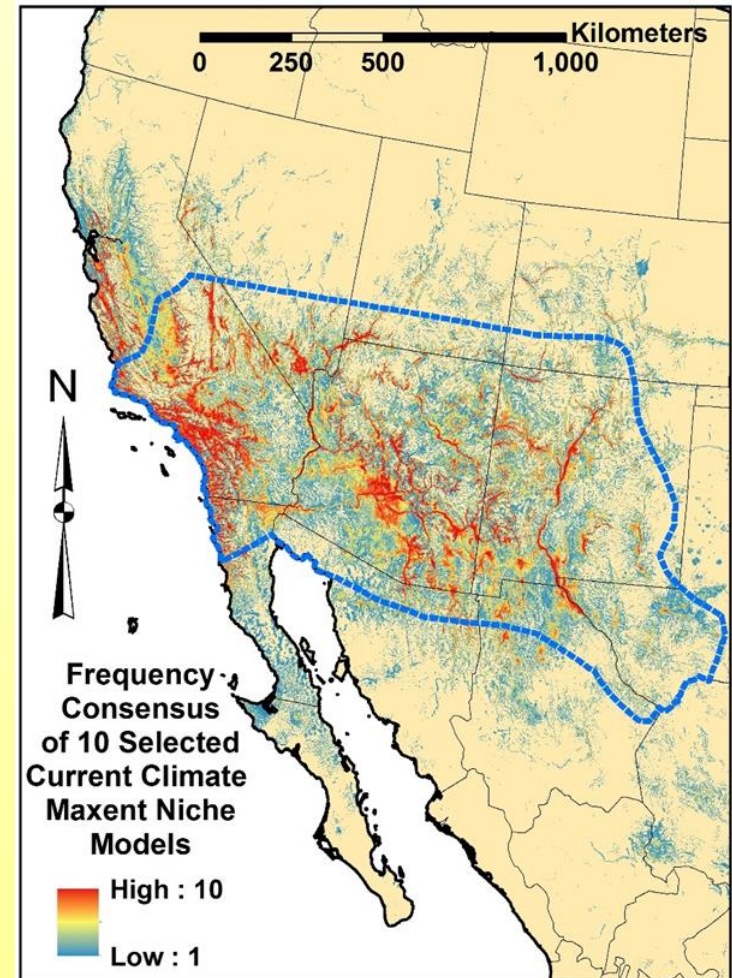 Kilometers
0 250 500 1,000
N
Frequency
Consensus
of 10 Selected
Current Climate
Maxent Niche
Models
High : 10
Low : 1